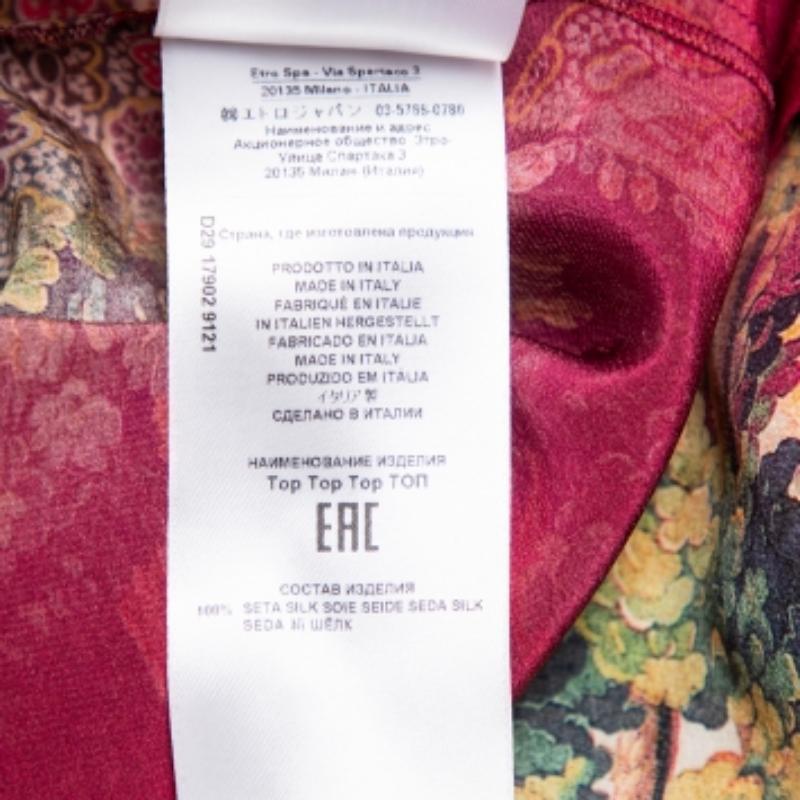 Etro Spa - Via Spartaco 3
20135 Milano - ITALIA
㈱エトロジャパン 03-5785-0780
Наименование и адрес
Акционерное общество Этро-
Улице Спартака 3
20135 Милан (Италия)
Страна, где изготовлена продукция
D29 17902 9121
PRODOTTO IN ITALIA
MADE IN ITALY
FABRIQUÉ EN ITALIE
IN ITALIEN HERGESTELLT
FABRICADO EN ITALIA
MADE IN ITALY
PRODUZIDO EM ITÁLIA
イタリア製
СДЕЛАНО В ИТАЛИИ
НАИМЕНОВАНИЕ ИЗДЕЛИЯ
Top Top Top ТОП
EAC
СОСТАВ ИЗДЕЛИЯ
100% SETA SILK SOIE SEIDE SEDA SILK
SEDA 絹 ШЁЛК